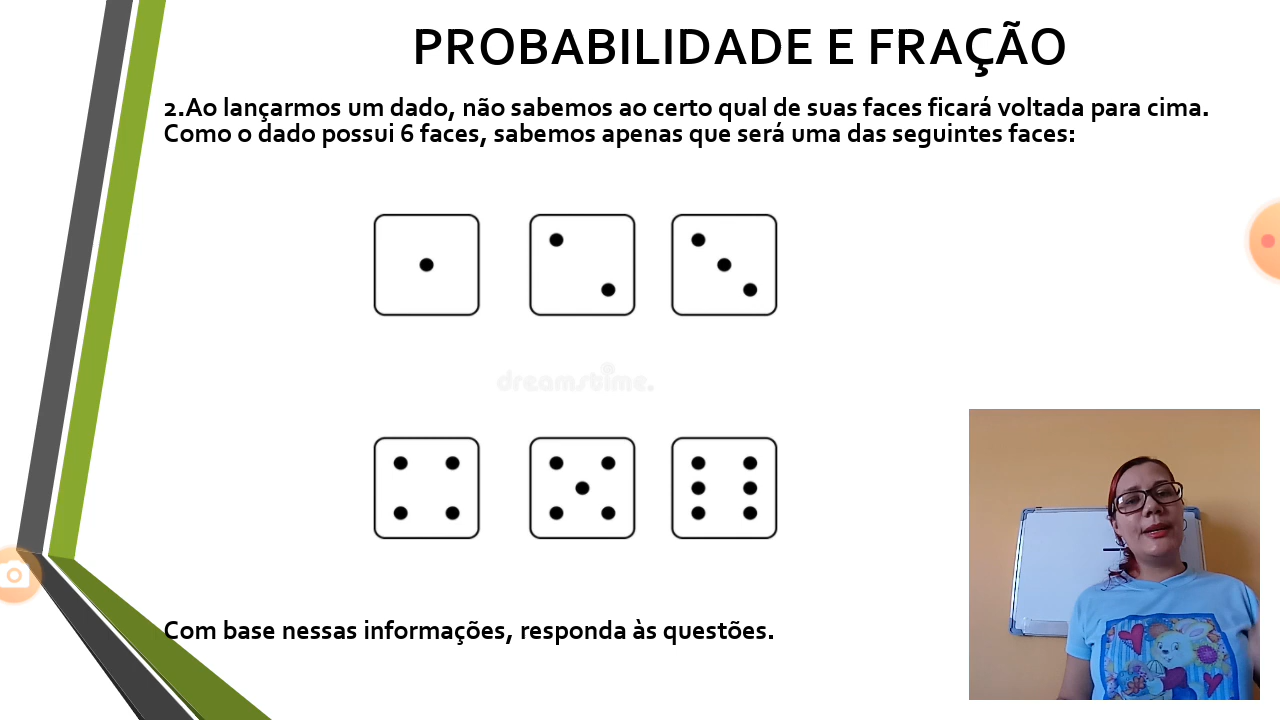 PROBABILIDADE E FRAÇÃO
2.Ao lançarmos um dado, não sabemos ao certo qual de suas faces ficará voltada para cima.
Como o dado possui 6 faces, sabemos apenas que será uma das seguintes faces:
dreamstime.
Com base nessas informações, responda às questões.